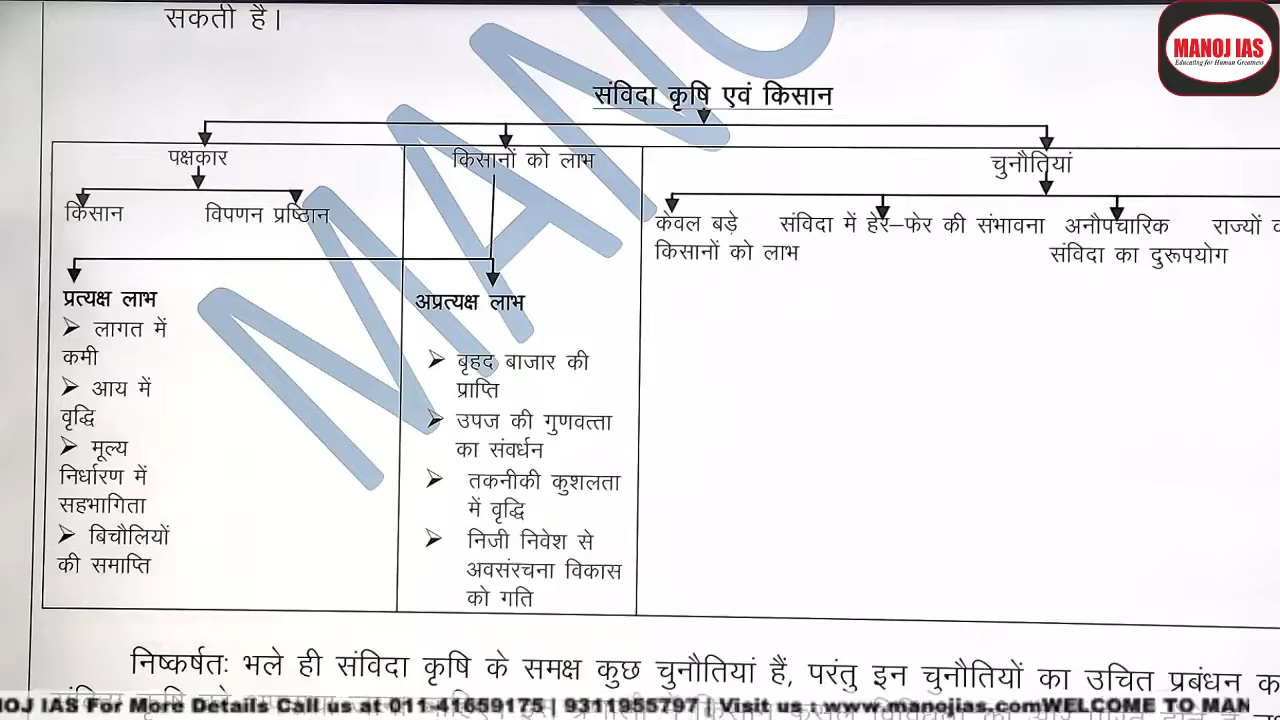 सकती है।
MANOJ IAS
Educating for Human Greatness
संविदा कृषि एवं किसान
पक्षकार
किसान
विपणन प्रष्ठिान
किसानों को लाभ
प्रत्यक्ष लाभ
लागत में
कमी
आय में
वृद्धि
मूल्य
निर्धारण में
सहभागिता
बिचौलियों
की समाप्ति
अप्रत्यक्ष लाभ
बृहद बाजार की
प्राप्ति
उपज की गुणवत्ता
का संवर्धन
तकनीकी कुशलता
में वृद्धि
निजी निवेश से
अवसंरचना विकास
को गति
चुनौतियां
केवल बड़े
किसानों को लाभ
संविदा में हेर–फेर की संभावना
अनौपचारिक
संविदा का दुरूपयोग
राज्यों
निष्कर्षतः भले ही संविदा कृषि के समक्ष कुछ चुनौतियां हैं, परंतु इन चुनौतियों का उचित प्रबंधन
NOJ IAS For More Details Call us at 011-41659175 | 9311955797 | Visit us : www.manojias.comWELCOME TO MAN